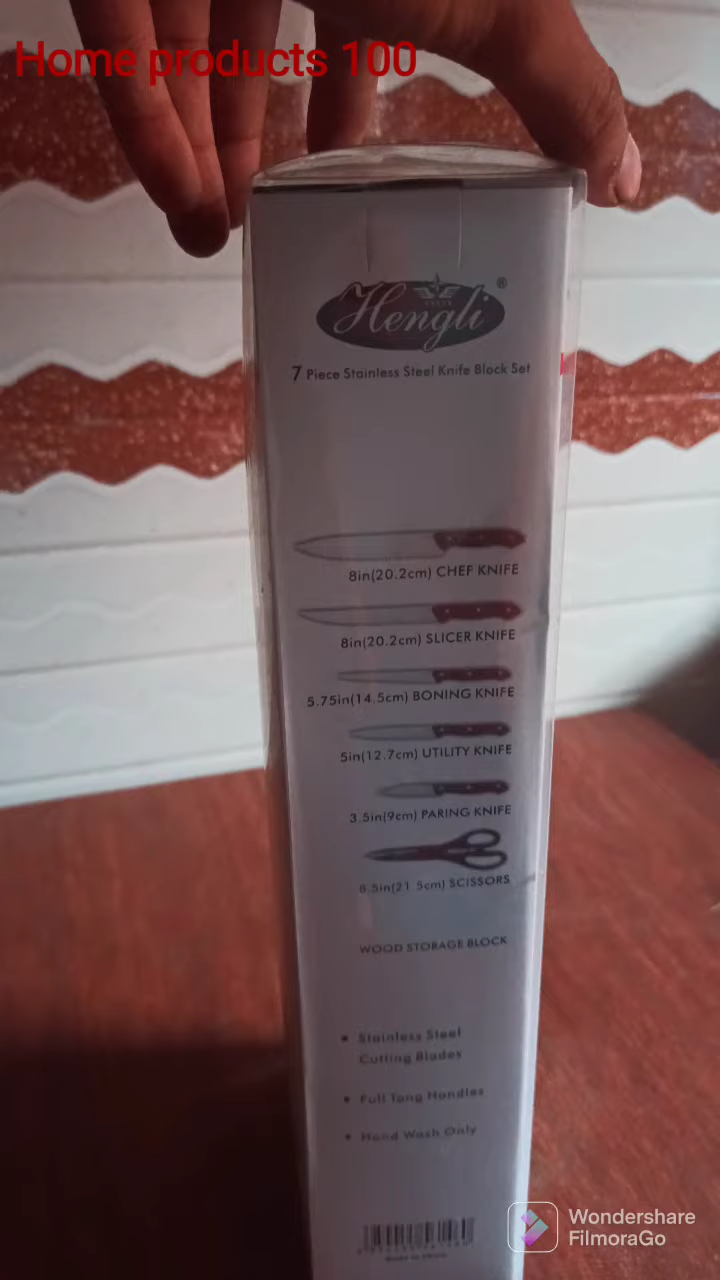 Home products 100
Hengli ®
7 Piece Stainless Steel Knife Block Set
8in(20.2cm) CHEF KNIFE
8in(20.2cm) SLICER KNIFE
5.75in(14.5cm) BONING KNIFE
5in(12.7cm) UTILITY KNIFE
3.5in(9cm) PARING KNIFE
8.5in(21.5cm) SCISSORS
WOOD STORAGE BLOCK
• Stainless Steel
Cutting Blades
• Full Tang Handles
• Hand Wash Only
Wondershare
FilmoraGo